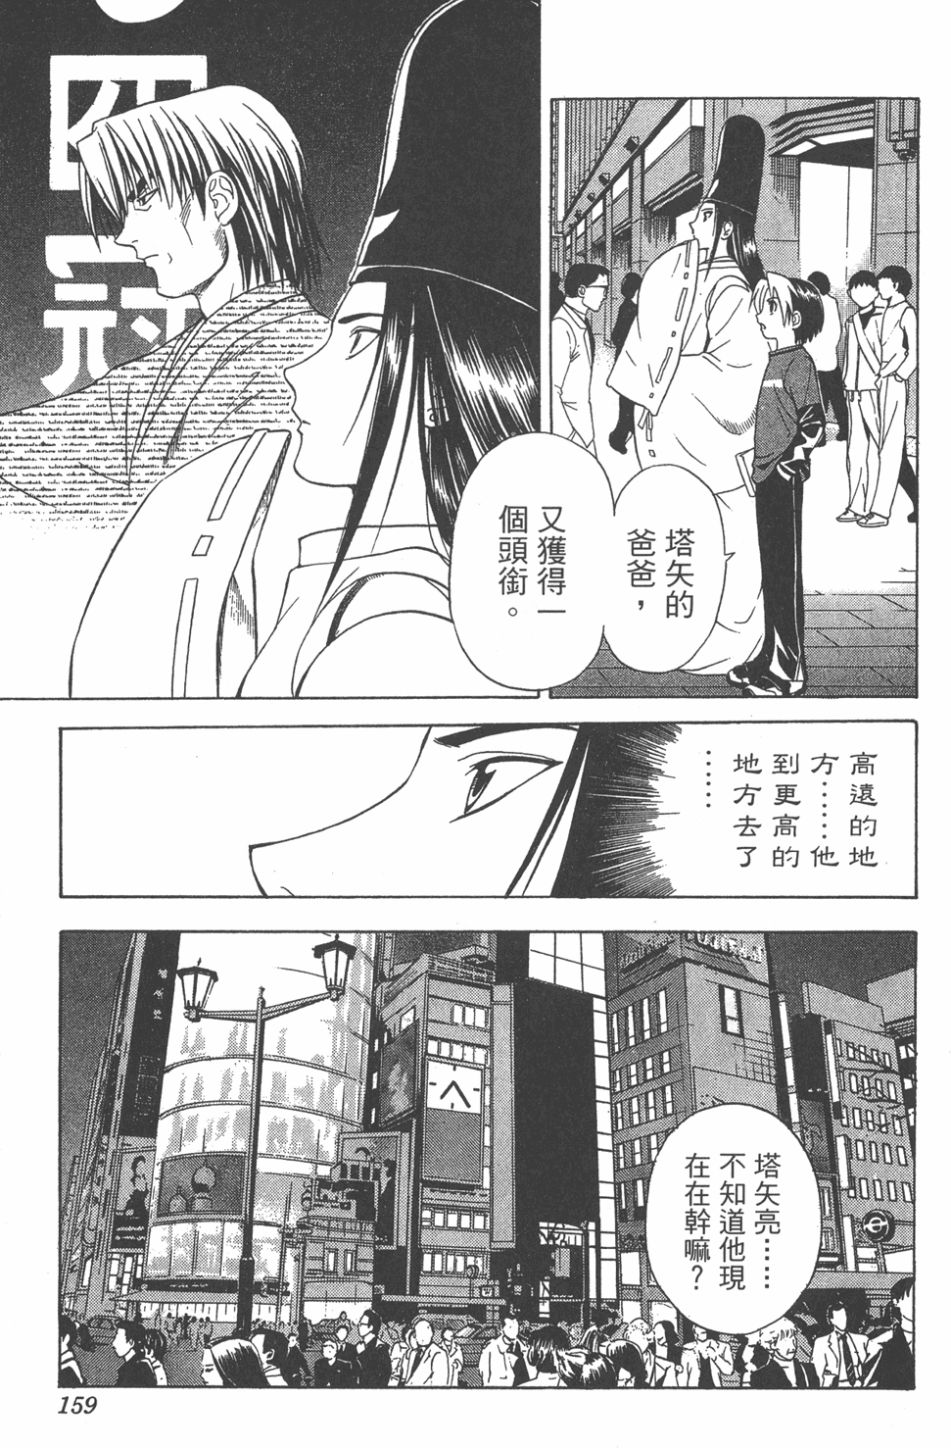 塔矢的
爸爸，
又獲得一
個頭銜。
四
冠
高遠的地
方……他
到更高的
地方去了
……
塔矢亮……
不知道他現
在在幹嘛？
159